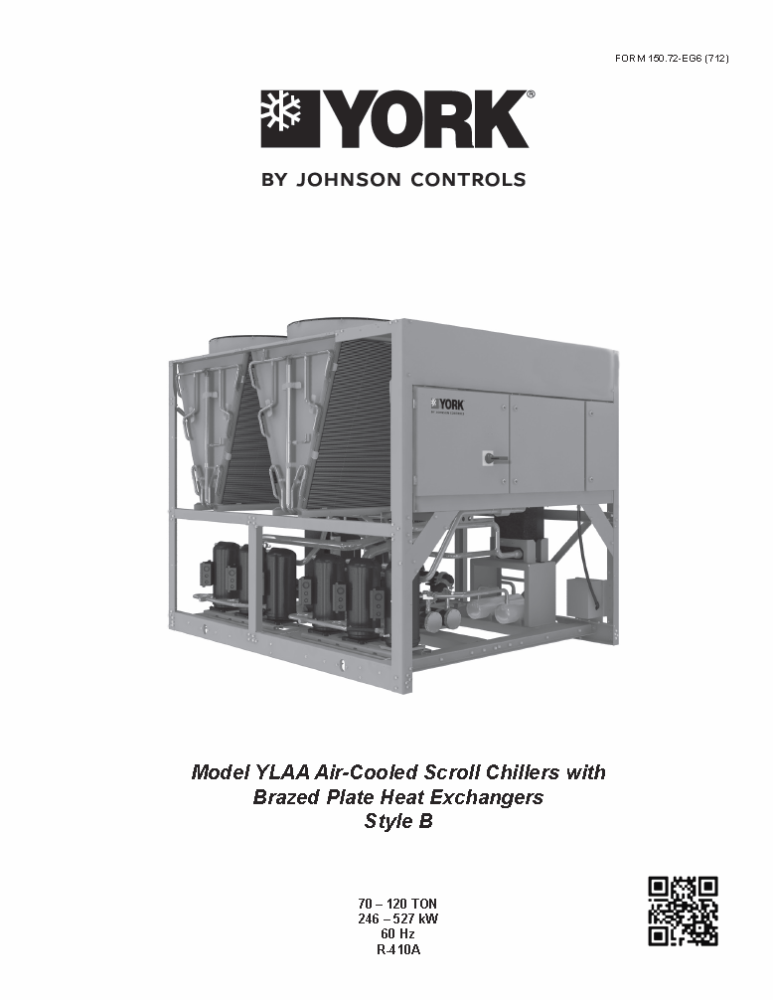 FORM 150.72-EG6 (712)
YORK®
BY JOHNSON CONTROLS
YORK
BY JOHNSON CONTROLS
Model YLAA Air-Cooled Scroll Chillers with
Brazed Plate Heat Exchangers
Style B
70 – 120 TON
246 – 527 kW
60 Hz
R-410A